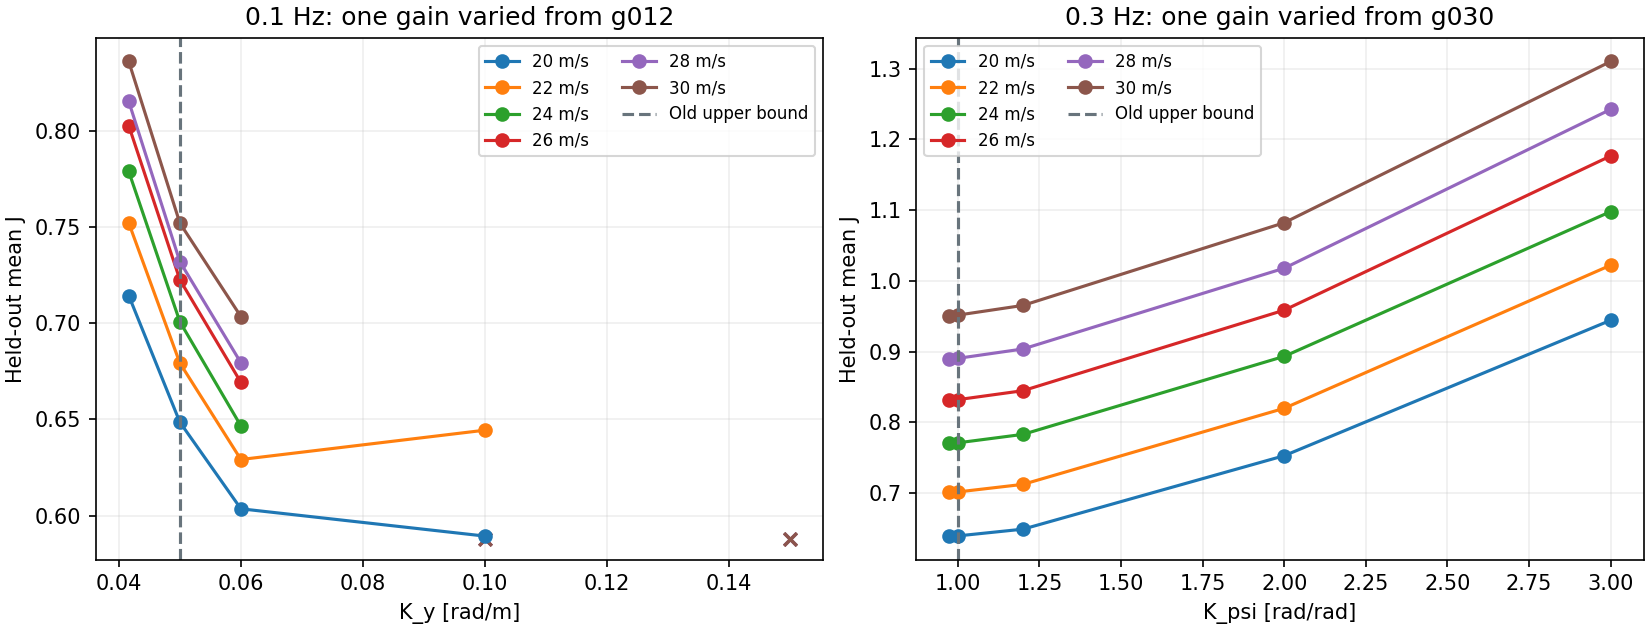 0.1 Hz: one gain varied from g012
20 m/s
22 m/s
24 m/s
26 m/s
28 m/s
30 m/s
Old upper bound
Held-out mean J
0.80
0.75
0.70
0.65
0.60
0.04 0.06 0.08 0.10 0.12 0.14
K_y [rad/m]
0.3 Hz: one gain varied from g030
20 m/s
22 m/s
24 m/s
26 m/s
28 m/s
30 m/s
Old upper bound
Held-out mean J
1.3
1.2
1.1
1.0
0.9
0.8
0.7
1.00 1.25 1.50 1.75 2.00 2.25 2.50 2.75 3.00
K_psi [rad/rad]